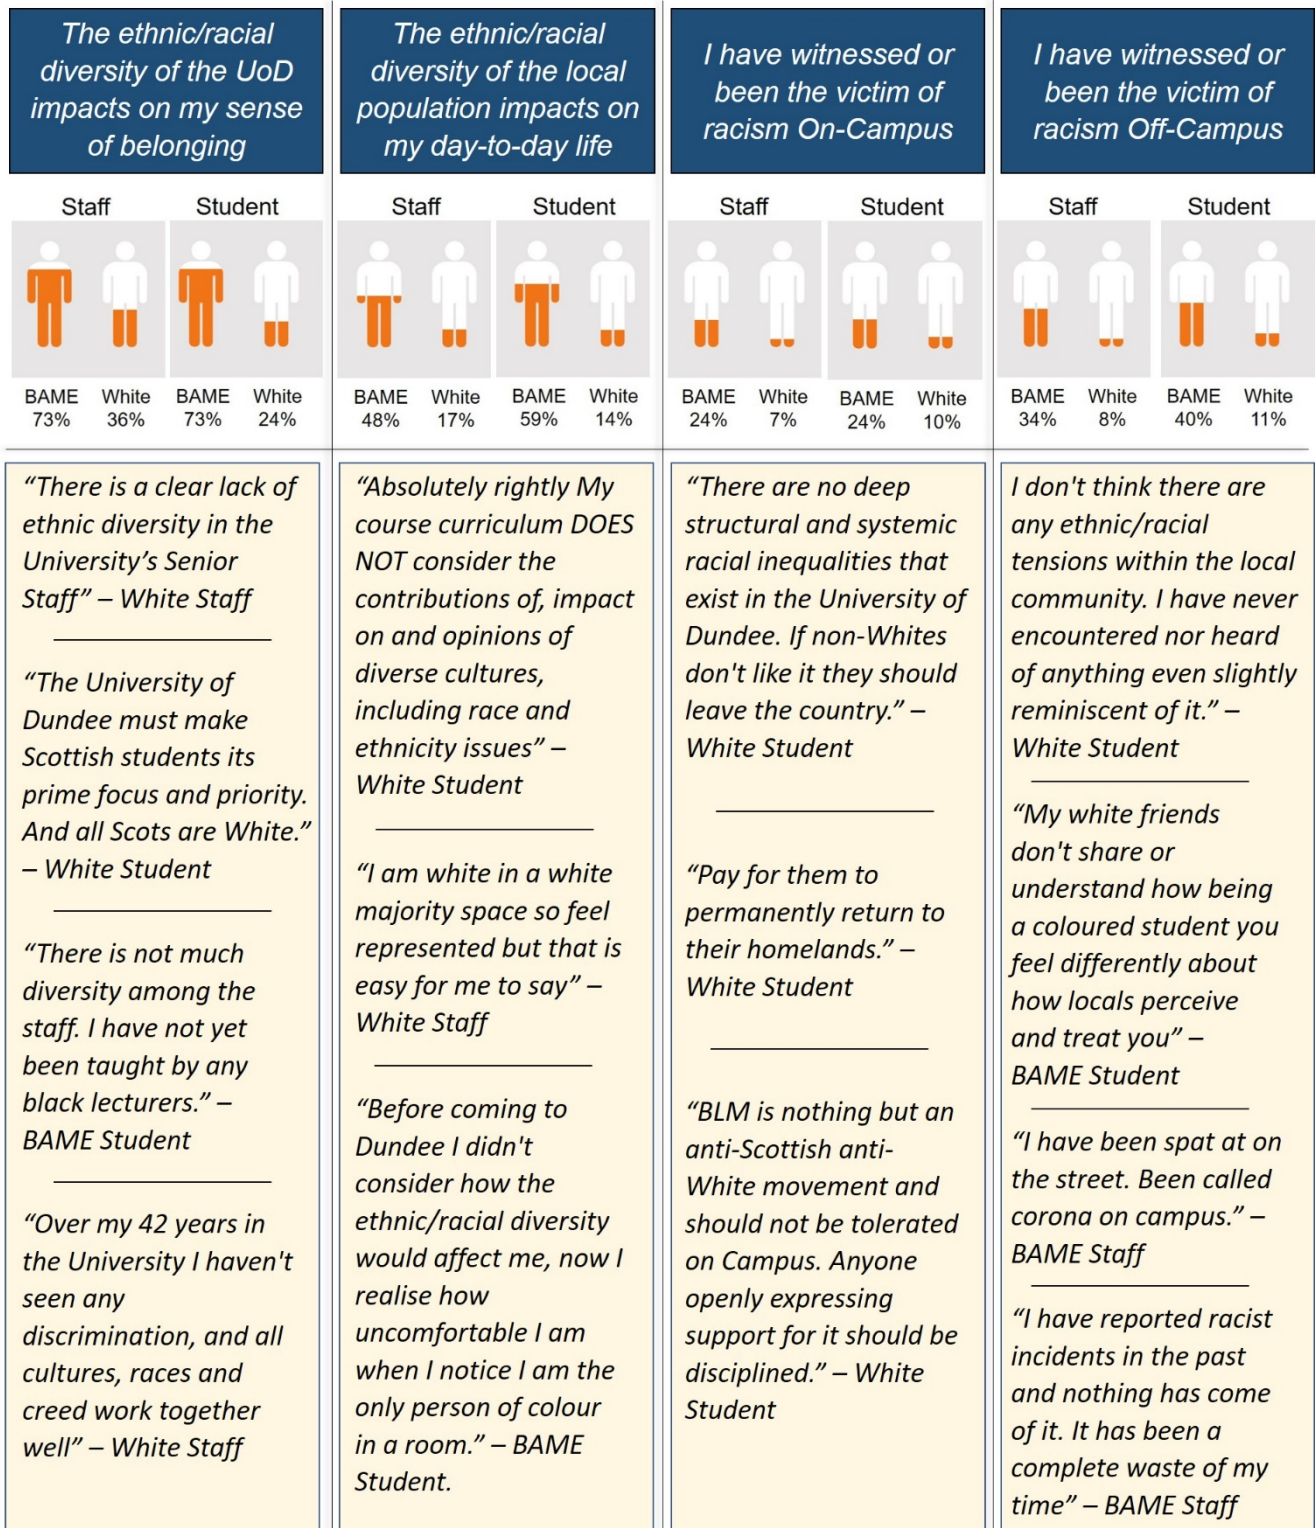 The ethnic/racial
diversity of the UoD
impacts on my sense
of belonging
Staff Student
BAME White BAME White
73% 36% 73% 24%
“There is a clear lack of
ethnic diversity in the
University’s Senior
Staff” – White Staff
“The University of
Dundee must make
Scottish students its
prime focus and priority.
And all Scots are White.”
– White Student
“There is not much
diversity among the
staff. I have not yet
been taught by any
black lecturers.” –
BAME Student
“Over my 42 years in
the University I haven't
seen any
discrimination, and all
cultures, races and
creed work together
well” – White Staff
The ethnic/racial
diversity of the local
population impacts on
my day-to-day life
Staff Student
BAME White BAME White
48% 17% 59% 14%
“Absolutely rightly My
course curriculum DOES
NOT consider the
contributions of, impact
on and opinions of
diverse cultures,
including race and
ethnicity issues” –
White Student
“I am white in a white
majority space so feel
represented but that is
easy for me to say” –
White Staff
“Before coming to
Dundee I didn't
consider how the
ethnic/racial diversity
would affect me, now I
realise how
uncomfortable I am
when I notice I am the
only person of colour
in a room.” – BAME
Student.
I have witnessed or
been the victim of
racism On-Campus
Staff Student
BAME White BAME White
24% 7% 24% 10%
“There are no deep
structural and systemic
racial inequalities that
exist in the University of
Dundee. If non-Whites
don't like it they should
leave the country.” –
White Student
“Pay for them to
permanently return to
their homelands.” –
White Student
“BLM is nothing but an
anti-Scottish anti-
White movement and
should not be tolerated
on Campus. Anyone
openly expressing
support for it should be
disciplined.” – White
Student
I have witnessed or
been the victim of
racism Off-Campus
Staff Student
BAME White BAME White
34% 8% 40% 11%
I don't think there are
any ethnic/racial
tensions within the local
community. I have never
encountered nor heard
of anything even slightly
reminiscent of it.” –
White Student
“My white friends
don't share or
understand how being
a coloured student you
feel differently about
how locals perceive
and treat you” –
BAME Student
“I have been spat at on
the street. Been called
corona on campus.” –
BAME Staff
“I have reported racist
incidents in the past
and nothing has come
of it. It has been a
complete waste of my
time” – BAME Staff